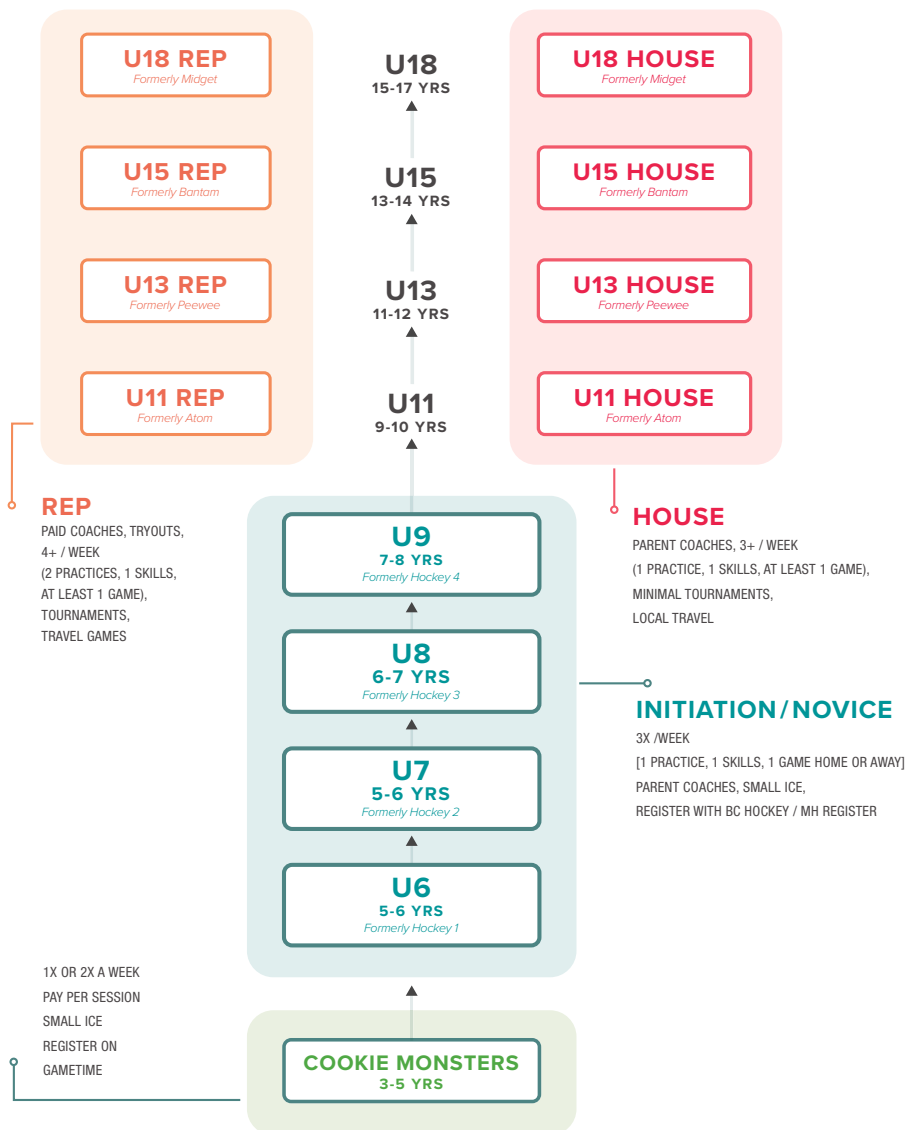 U18 REP
Formerly Midget
U15 REP
Formerly Bantam
U13 REP
Formerly Peewee
U11 REP
Formerly Atom
U18
15-17 YRS
U15
13-14 YRS
U13
11-12 YRS
U11
9-10 YRS
U18 HOUSE
Formerly Midget
U15 HOUSE
Formerly Bantam
U13 HOUSE
Formerly Peewee
U11 HOUSE
Formerly Atom
REP
PAID COACHES, TRYOUTS,
4+ / WEEK
(2 PRACTICES, 1 SKILLS,
AT LEAST 1 GAME),
TOURNAMENTS,
TRAVEL GAMES
HOUSE
PARENT COACHES, 3+ / WEEK
(1 PRACTICE, 1 SKILLS, AT LEAST 1 GAME),
MINIMAL TOURNAMENTS,
LOCAL TRAVEL
U9
7-8 YRS
Formerly Hockey 4
U8
6-7 YRS
Formerly Hockey 3
U7
5-6 YRS
Formerly Hockey 2
U6
5-6 YRS
Formerly Hockey 1
INITIATION/NOVICE
3X /WEEK
[1 PRACTICE, 1 SKILLS, 1 GAME HOME OR AWAY]
PARENT COACHES, SMALL ICE,
REGISTER WITH BC HOCKEY / MH REGISTER
1X OR 2X A WEEK
PAY PER SESSION
SMALL ICE
REGISTER ON
GAMETIME
COOKIE MONSTERS
3-5 YRS